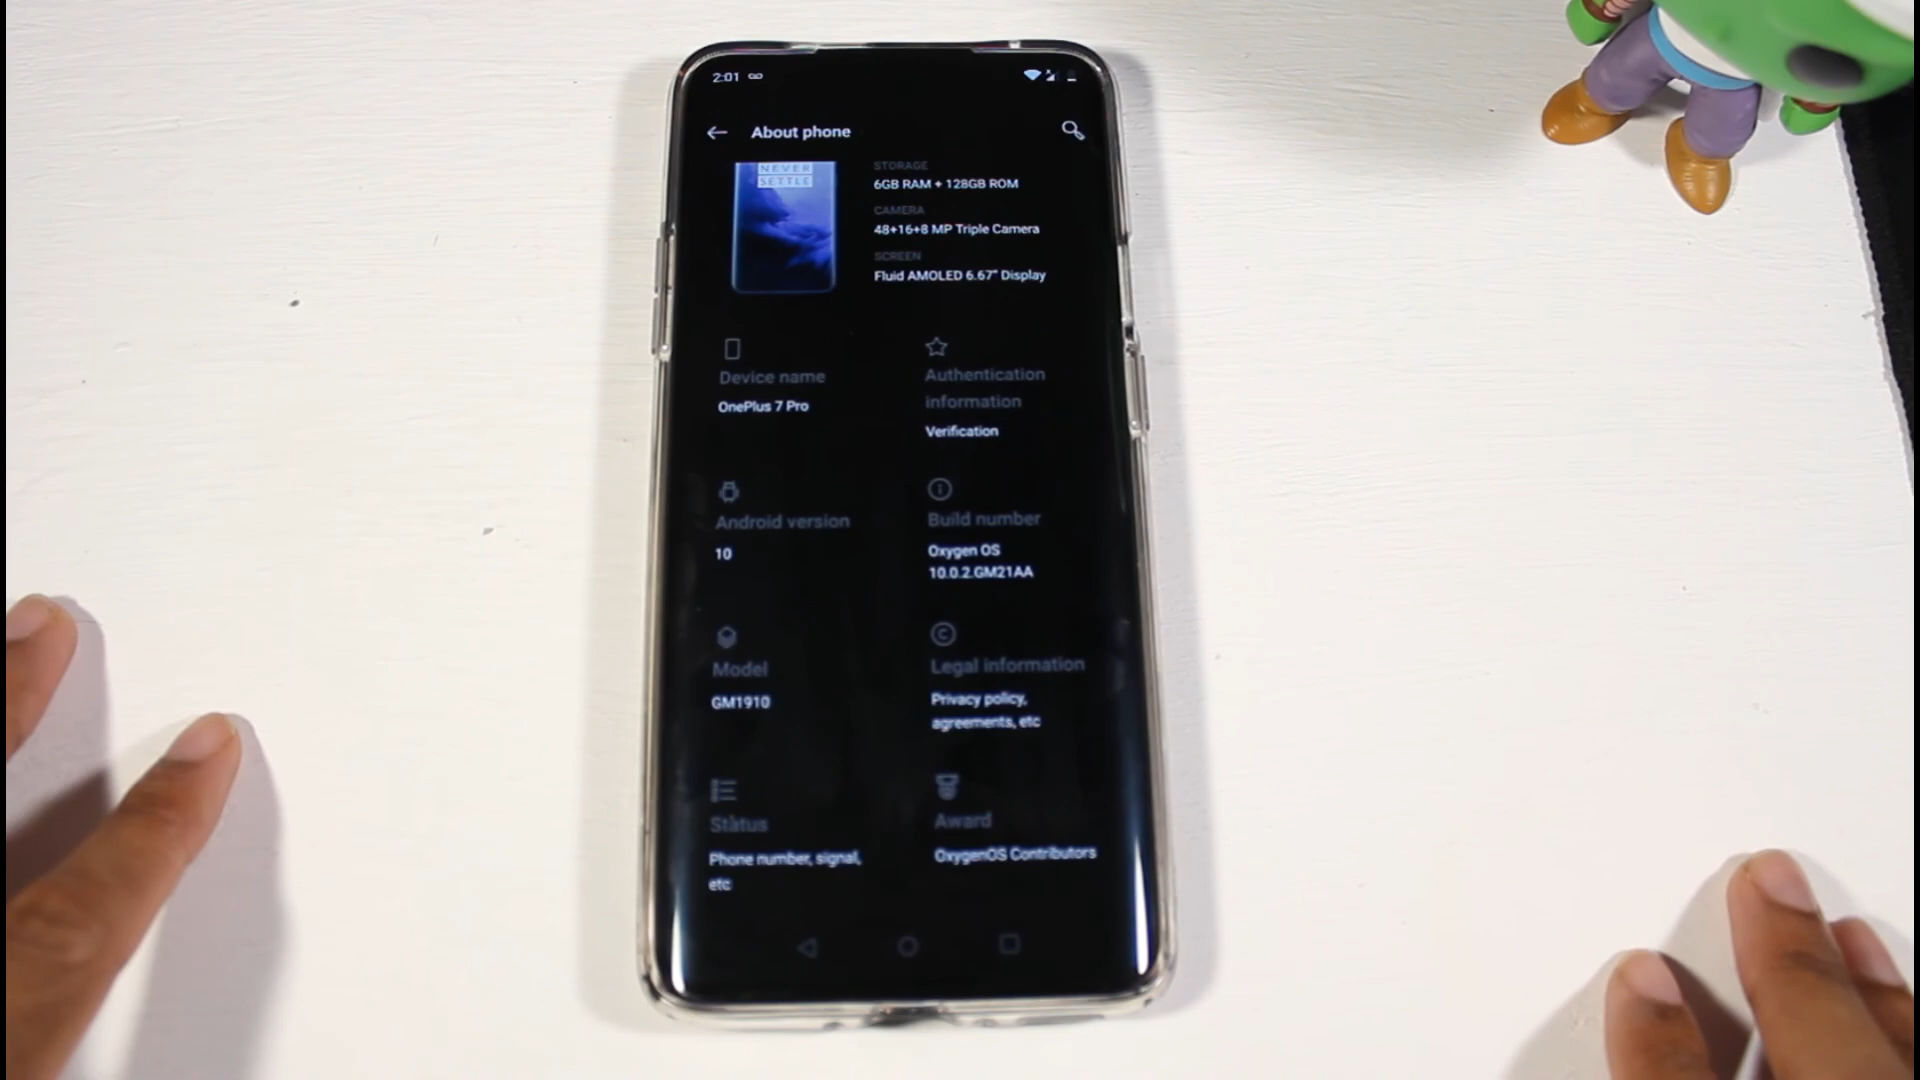 2:01
About phone
NEVER
SETTLE
STORAGE
6GB RAM + 128GB ROM
CAMERA
48+16+8 MP Triple Camera
SCREEN
Fluid AMOLED 6.67" Display
Device name
OnePlus 7 Pro
Authentication
information
Verification
Android version
10
Build number
Oxygen OS
10.0.2.GM21AA
Model
GM1910
Legal information
Privacy policy,
agreements, etc
Status
Phone number, signal,
etc
Award
OxygenOS Contributors